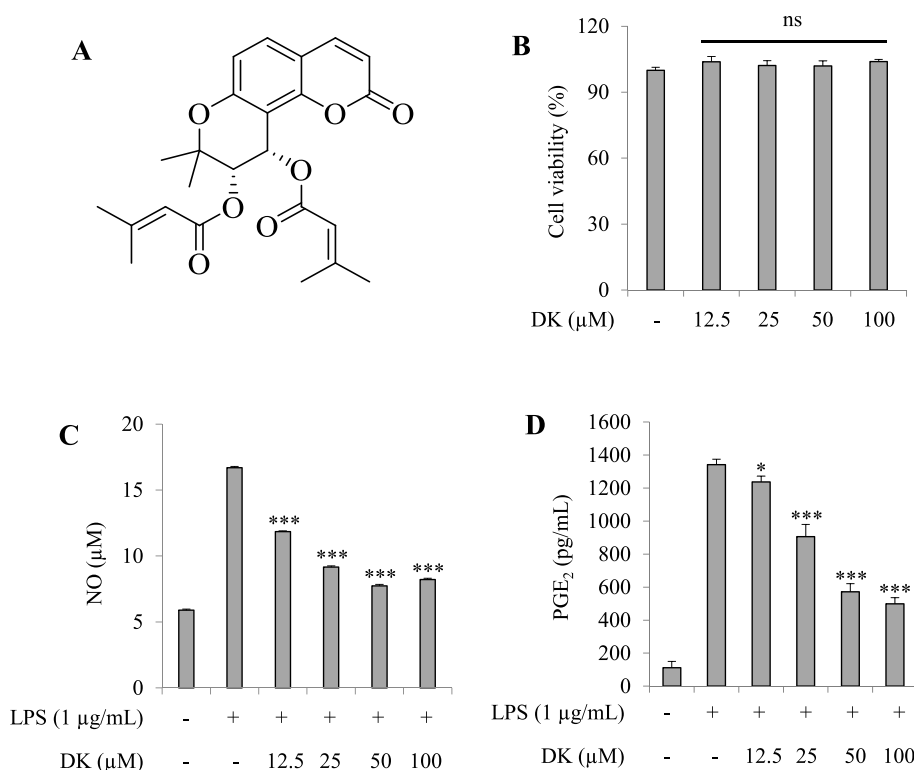 A
O
O
O
O
O
O
O
B
ns
Cell viability (%)
120
90
60
30
0
DK (µM) - 12.5 25 50 100
C
NO (µM)
20
15
10
5
0
***
***
***
***
LPS (1 µg/mL) - + + + + +
DK (µM) - - 12.5 25 50 100
D
PGE2 (pg/mL)
1600
1400
1200
1000
800
600
400
200
0
*
***
***
***
LPS (1 µg/mL) - + + + + +
DK (µM) - - 12.5 25 50 100